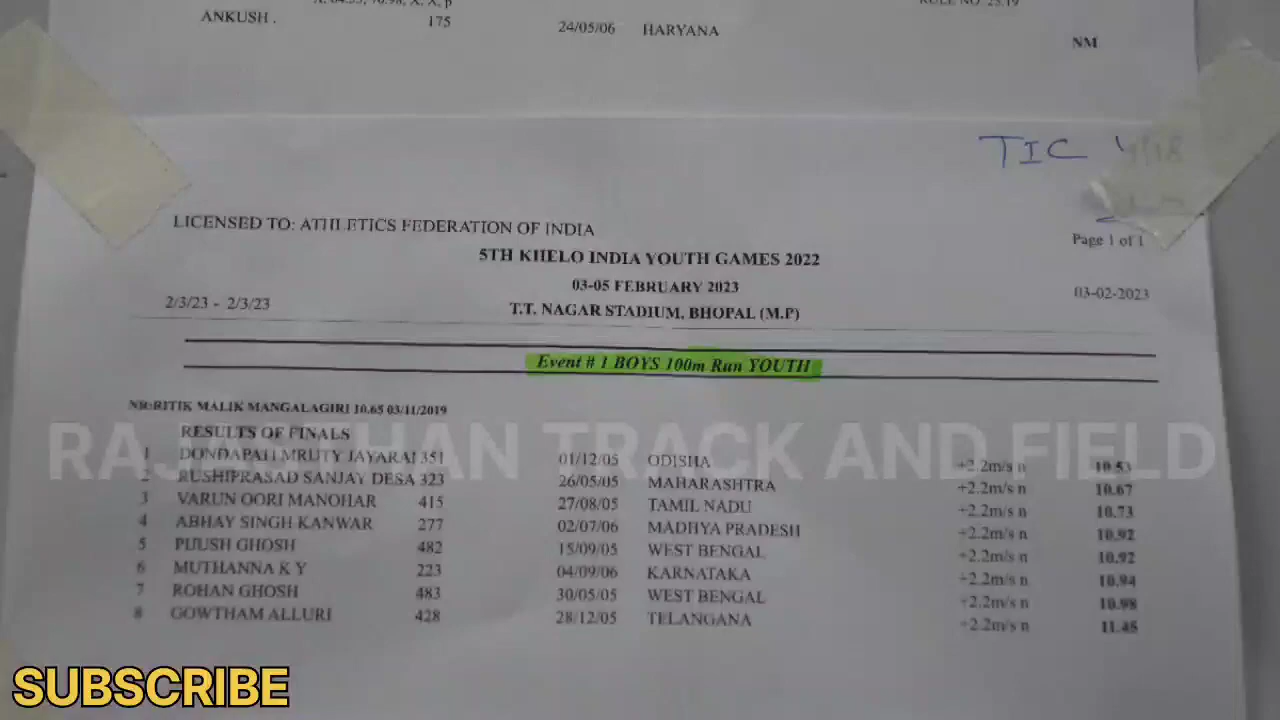 ANKUSH . 175 24/05/06 HARYANA
NM
TIC
LICENSED TO: ATHLETICS FEDERATION OF INDIA
Page 1 of 1
5TH KHELO INDIA YOUTH GAMES 2022
03-05 FEBRUARY 2023
2/3/23 - 2/3/23 03-02-2023
T.T. NAGAR STADIUM, BHOPAL (M.P)
Event # 1 BOYS 100m Run YOUTH
NR:RITIK MALIK MANGALAGIRI 10.65 03/11/2019
RAJASTHAN TRACK AND FIELD
RESULTS OF FINALS
1 DONDAPATI MRUTY JAYARAI 351 01/12/05 ODISHA +2.2m/s n 10.53
2 RUSHIPRASAD SANJAY DESA 323 26/05/05 MAHARASHTRA +2.2m/s n 10.67
3 VARUN OORI MANOHAR 415 27/08/05 TAMIL NADU +2.2m/s n 10.73
4 ABHAY SINGH KANWAR 277 02/07/06 MADHYA PRADESH +2.2m/s n 10.92
5 PIJUSH GHOSH 482 15/09/05 WEST BENGAL +2.2m/s n 10.92
6 MUTHANNA K Y 223 04/09/06 KARNATAKA +2.2m/s n 10.94
7 ROHAN GHOSH 483 30/05/05 WEST BENGAL +2.2m/s n 10.98
8 GOWTHAM ALLURI 428 28/12/05 TELANGANA +2.2m/s n 11.45
SUBSCRIBE